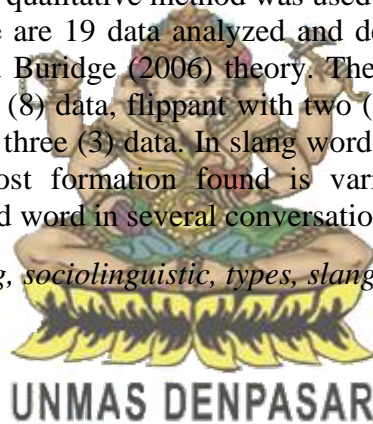 qualitative method was used
e are 19 data analyzed and de
Buridge (2006) theory. The
(8) data, flippant with two (
three (3) data. In slang word
ost formation found is vari
d word in several conversatio
g, sociolinguistic, types, slang
UNMAS DENPASAR